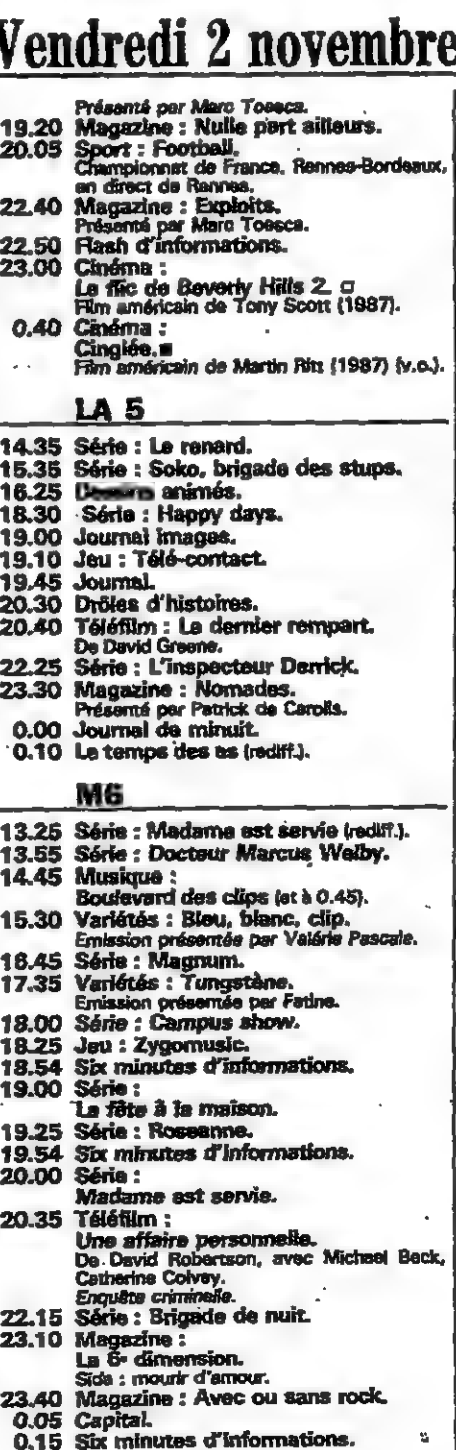 Vendredi 2 novembre
Présenté par Marc Toesca.
19.20 Magazine : Nulle part ailleurs.
20.05 Sport : Football.
Championnat de France. Rennes-Bordeaux,
en direct de Rennes.
22.40 Magazine : Exploits.
Présenté par Marc Toesca.
22.50 Flash d'informations.
23.00 Cinéma :
Le flic de Beverly Hills 2. □
Film américain de Tony Scott (1987).
0.40 Cinéma :
Cinglée. ■
Film américain de Martin Ritt (1987) (v.o.).
LA 5
14.35 Série : Le renard.
15.35 Série : Soko, brigade des stups.
16.25 Dessins animés.
18.30 Série : Happy days.
19.00 Journal images.
19.10 Jeu : Télé-contact.
19.45 Journal.
20.30 Drôles d'histoires.
20.40 Téléfilm : Le dernier rempart.
De David Greene.
22.25 Série : L'inspecteur Derrick.
23.30 Magazine : Nomades.
Présenté par Patrick de Carolis.
0.00 Journal de minuit.
0.10 Le temps des as (rediff.).
M6
13.25 Série : Madame est servie (rediff.).
13.55 Série : Docteur Marcus Welby.
14.45 Musique :
Boulevard des clips (et à 0.45).
15.30 Variétés : Bleu, blanc, clip.
Emission présentée par Valérie Pascale.
16.45 Série : Magnum.
17.35 Variétés : Tungstène.
Emission présentée par Fatine.
18.00 Série : Campus show.
18.25 Jeu : Zygomusic.
18.54 Six minutes d'informations.
19.00 Série :
La fête à la maison.
19.25 Série : Roseanne.
19.54 Six minutes d'informations.
20.00 Série :
Madame est servie.
20.35 Téléfilm :
Une affaire personnelle.
De David Robertson, avec Michael Beck,
Catherine Colvey.
Enquête criminelle.
22.15 Série : Brigade de nuit.
23.10 Magazine :
La 6e dimension.
Sida : mourir d'amour.
23.40 Magazine : Avec ou sans rock.
0.05 Capital.
0.15 Six minutes d'informations.